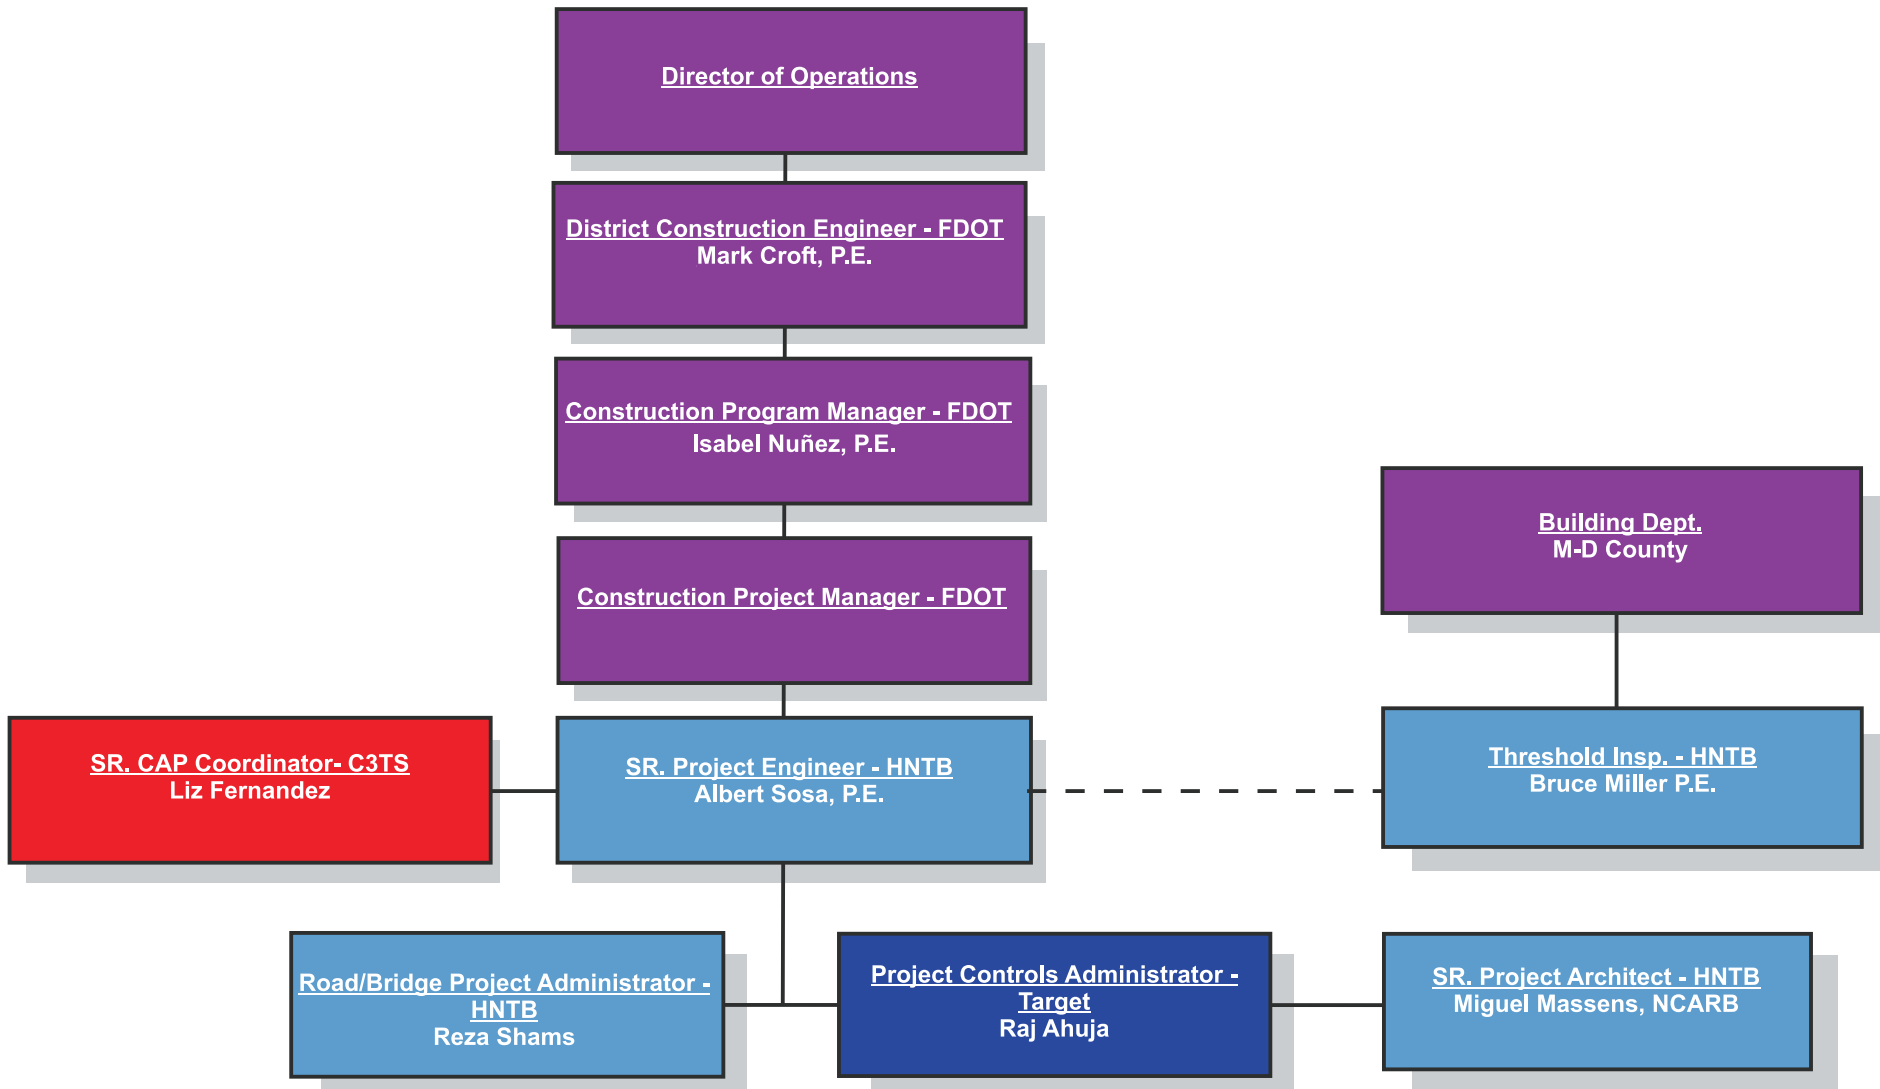 Director of Operations
District Construction Engineer - FDOT
Mark Croft, P.E.
Construction Program Manager - FDOT
Isabel Nuñez, P.E.
Building Dept.
M-D County
Construction Project Manager - FDOT
SR. CAP Coordinator- C3TS
Liz Fernandez
SR. Project Engineer - HNTB
Albert Sosa, P.E.
Threshold Insp. - HNTB
Bruce Miller P.E.
Road/Bridge Project Administrator -
HNTB
Reza Shams
Project Controls Administrator -
Target
Raj Ahuja
SR. Project Architect - HNTB
Miguel Massens, NCARB